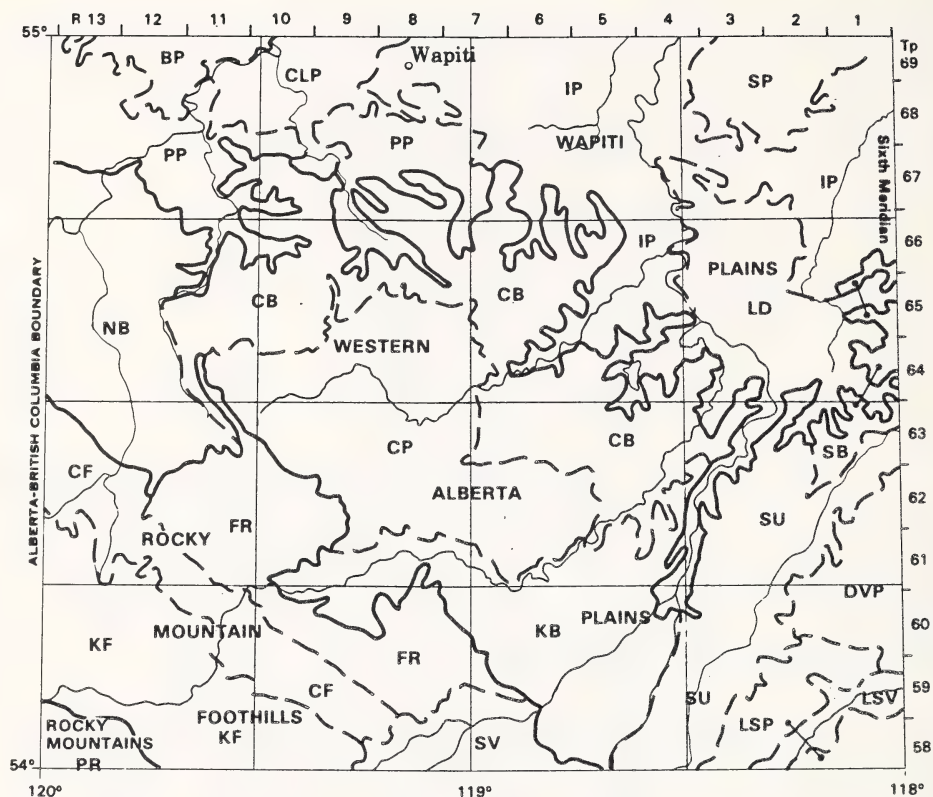 R 13 12 11 10 9 8 7 6 5 4 3 2 1
55° Tp
BP CLP Wapiti IP SP 69
68
PP PP WAPITI
IP 67
Sixth Meridian
IP 66
PLAINS
CB CB LD 65
NB
WESTERN
64
ALBERTA-BRITISH COLUMBIA BOUNDARY
CP CB SB 63
CF
ALBERTA 62
FR SU
ROCKY
61
DVP
MOUNTAIN KB PLAINS 60
KF FR
CF 59
SU LSV
FOOTHILLS LSP
ROCKY KF SV
MOUNTAINS 58
PR
54°
120° 119° 118°